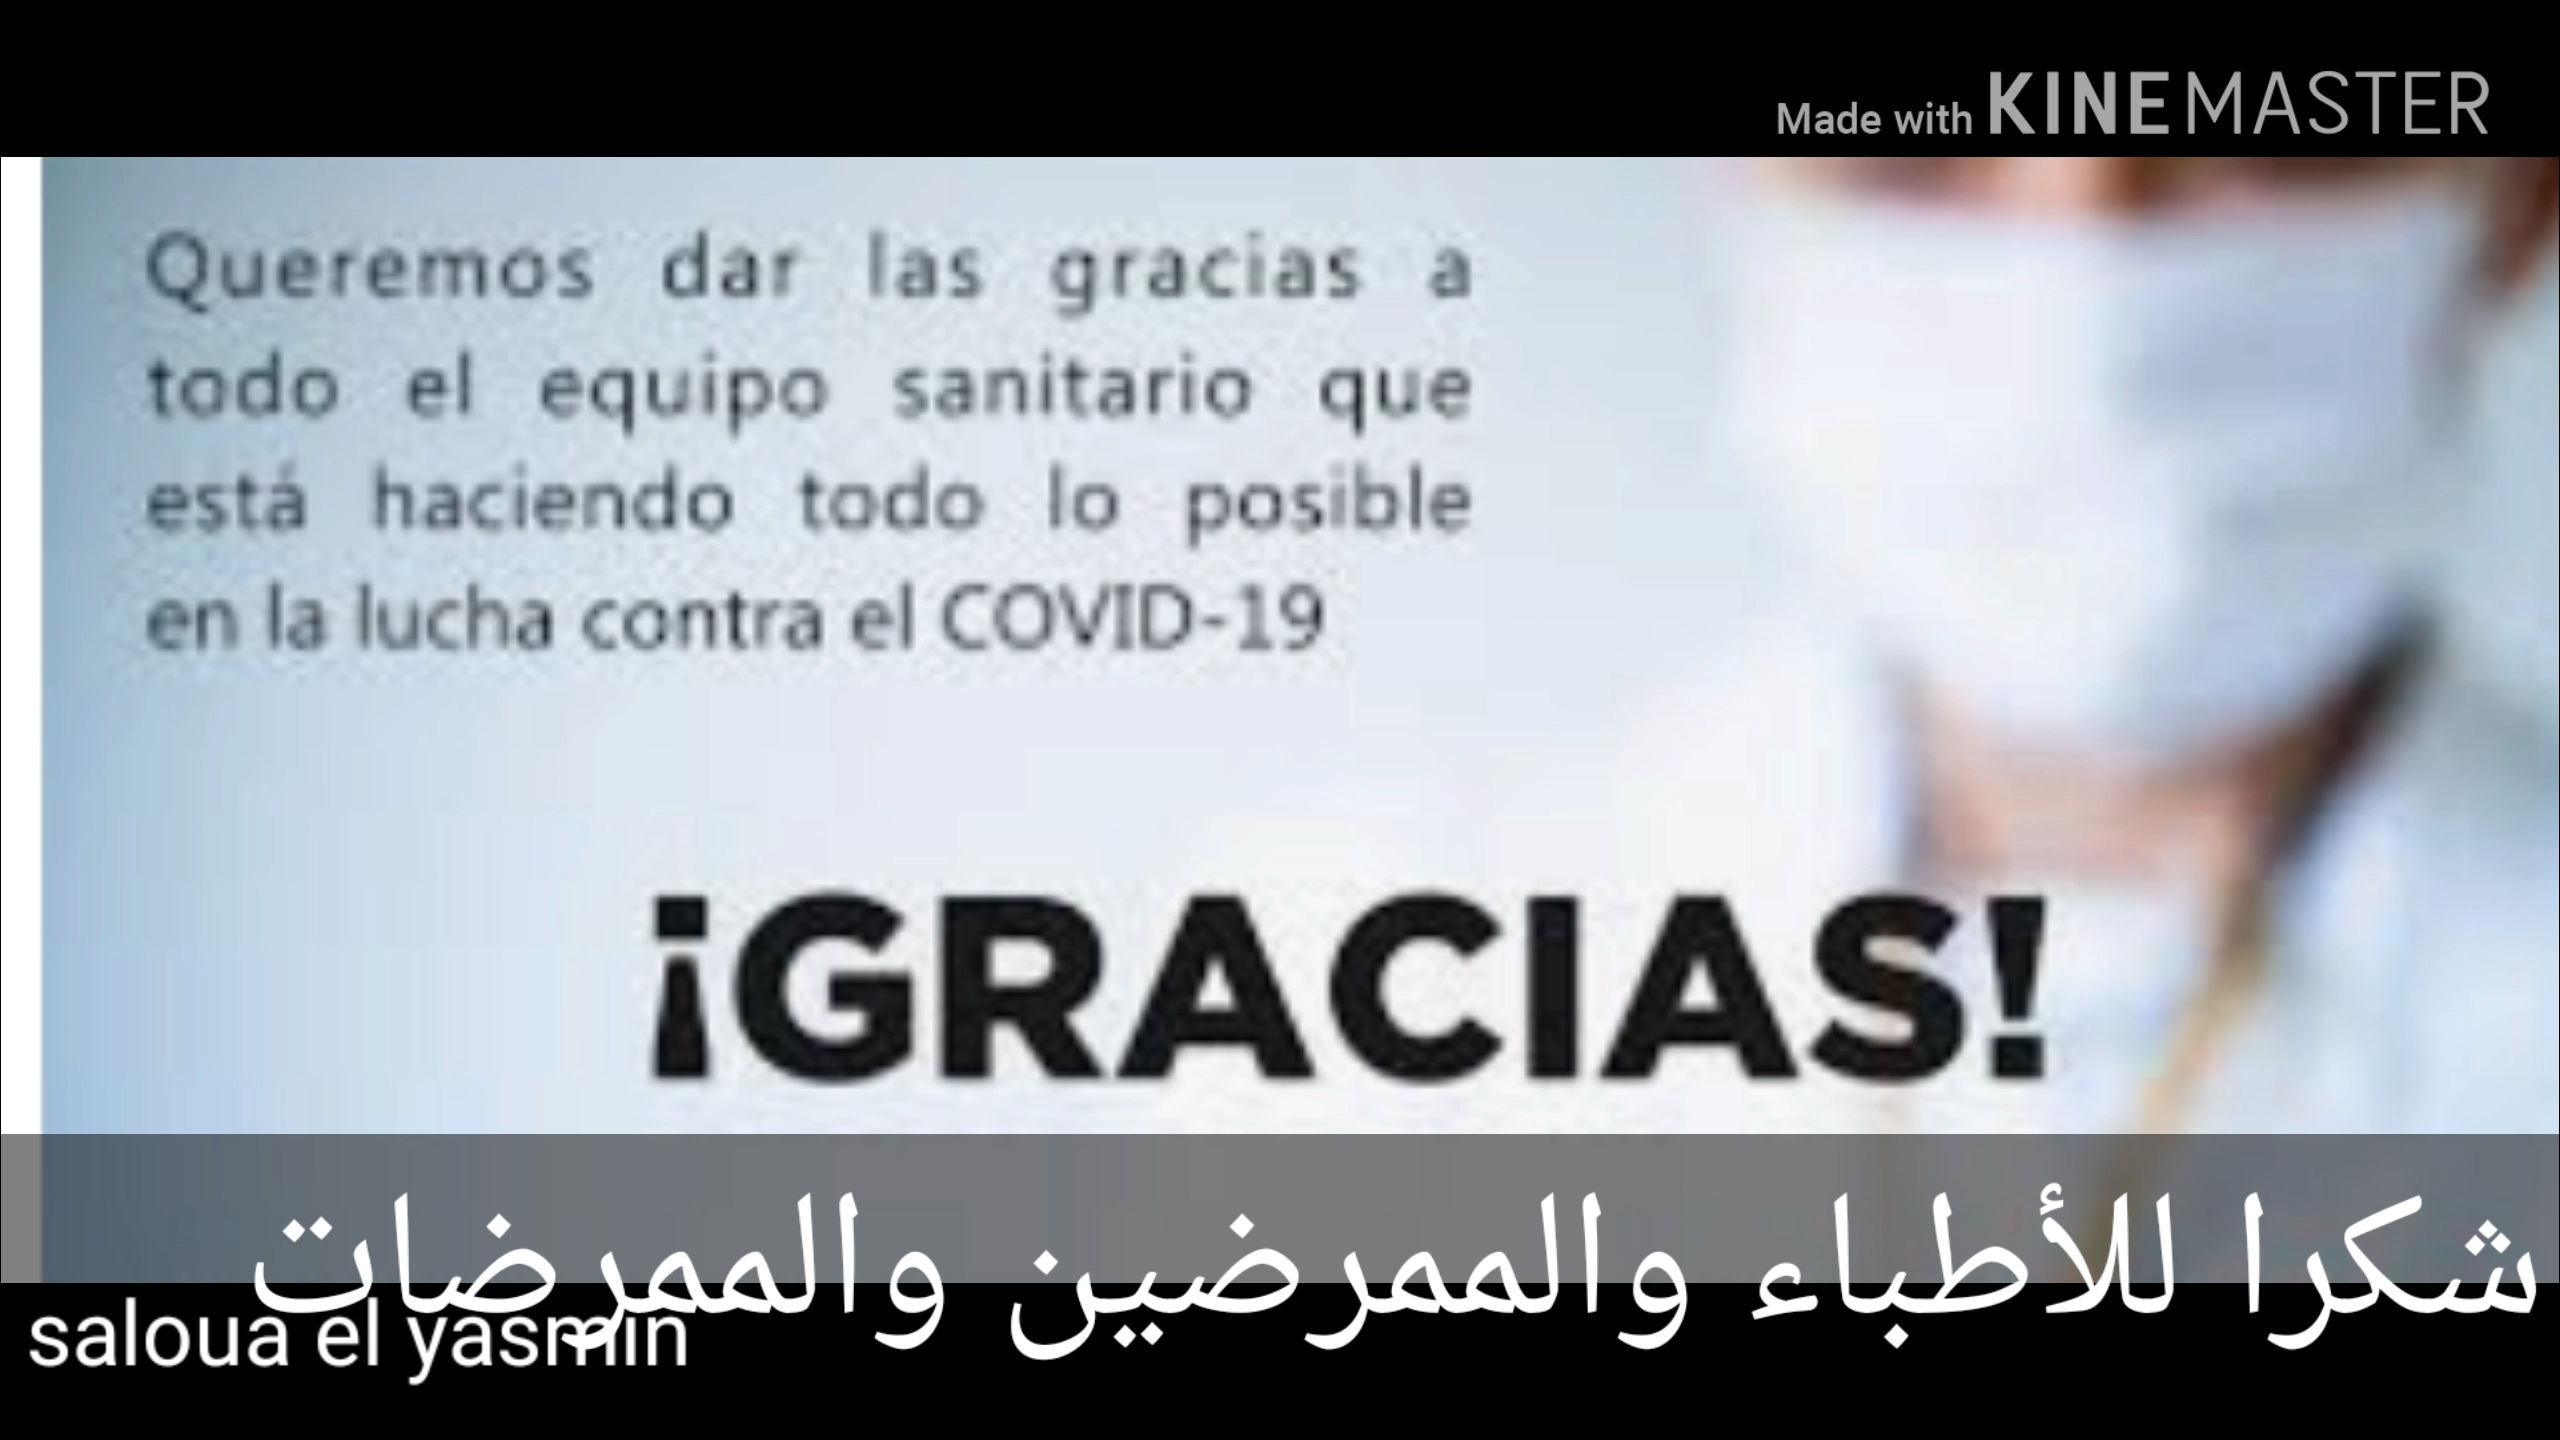 Made with KINEMASTER
Queremos dar las gracias a
todo el equipo sanitario que
está haciendo todo lo posible
en la lucha contra el COVID-19
¡GRACIAS!
شكرا للأطباء والممرضين والممرضات
saloua el yasmin